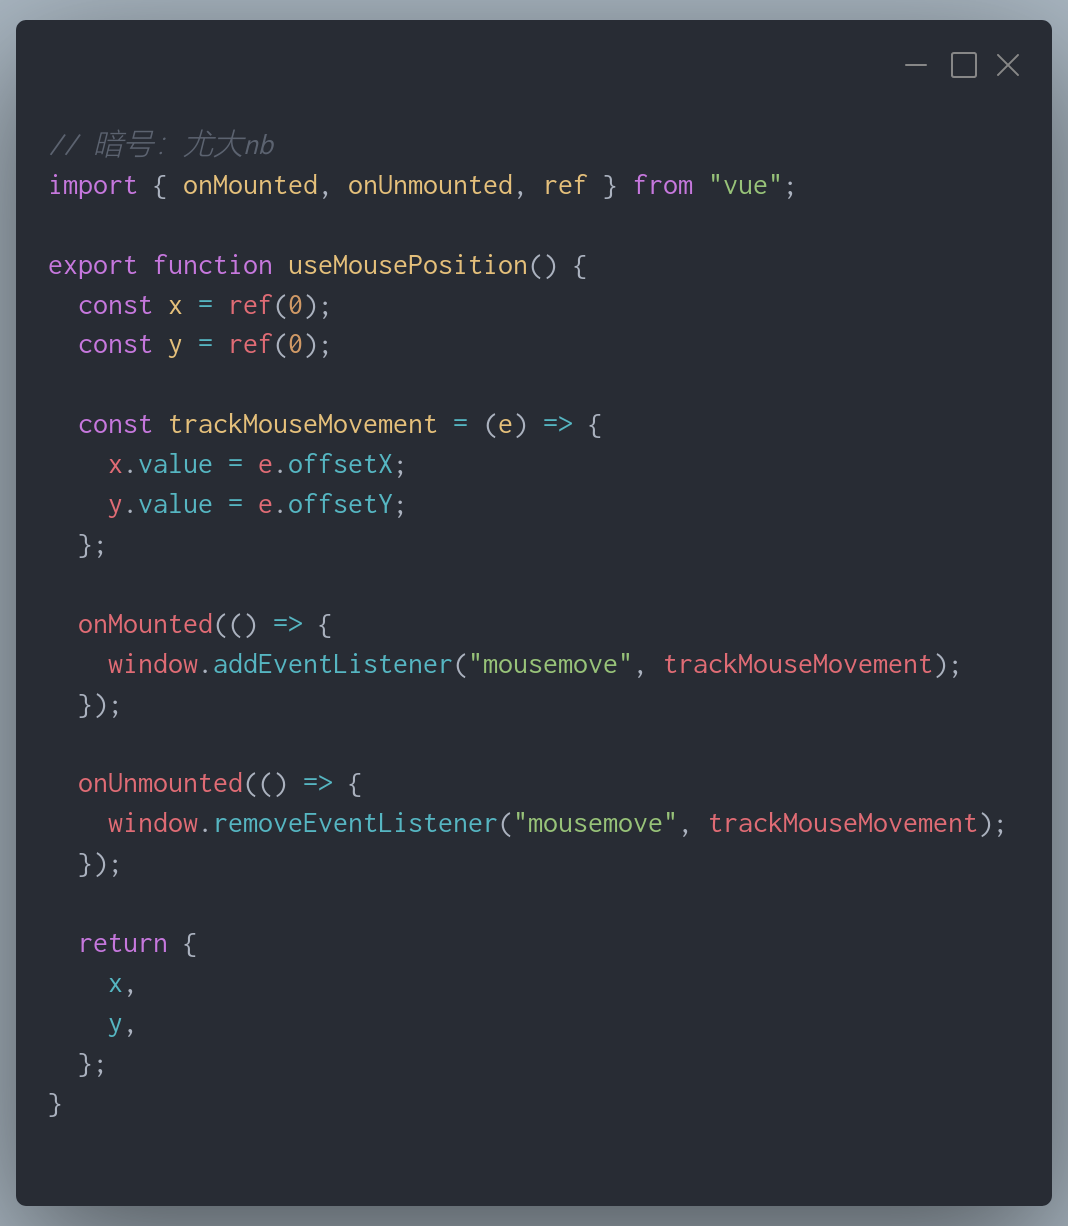 // 暗号：尤大nb
import { onMounted, onUnmounted, ref } from "vue";
export function useMousePosition() {
  const x = ref(0);
  const y = ref(0);
  const trackMouseMovement = (e) => {
    x.value = e.offsetX;
    y.value = e.offsetY;
  };
  onMounted(() => {
    window.addEventListener("mousemove", trackMouseMovement);
  });
  onUnmounted(() => {
    window.removeEventListener("mousemove", trackMouseMovement);
  });
  return {
    x,
    y,
  };
}